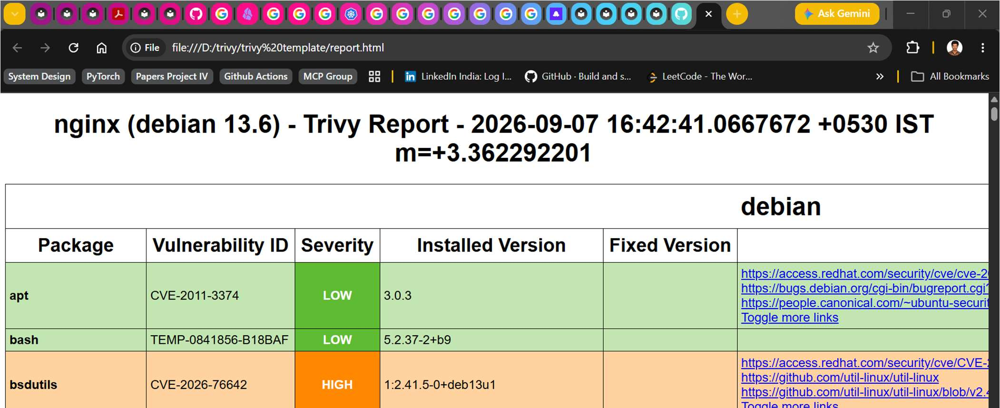 Ask Gemini
File
file:///D:/trivy/trivy%20template/report.html
System Design
PyTorch
Papers Project IV
Github Actions
MCP Group
LinkedIn India: Log I...
GitHub · Build and s...
LeetCode - The Wor...
All Bookmarks
nginx (debian 13.6) - Trivy Report - 2026-09-07 16:42:41.0667672 +0530 IST
m=+3.362292201
debian
Package Vulnerability ID Severity Installed Version Fixed Version
apt CVE-2011-3374 LOW 3.0.3
https://access.redhat.com/security/cve/cve-20
https://bugs.debian.org/cgi-bin/bugreport.cgi?
https://people.canonical.com/~ubuntu-securit
Toggle more links
bash TEMP-0841856-B18BAF LOW 5.2.37-2+b9
bsdutils CVE-2026-76642 HIGH 1:2.41.5-0+deb13u1
https://access.redhat.com/security/cve/CVE-2
https://github.com/util-linux/util-linux
https://github.com/util-linux/util-linux/blob/v2.4
Toggle more links